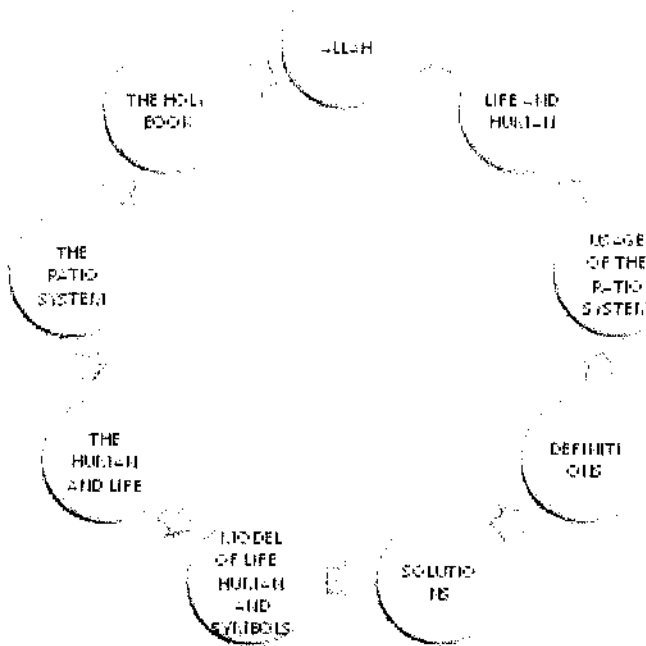 ALLAH
LIFE AND
HUMAN
USAGE
OF THE
RATIO
SYSTEM
DEFINITI
ONS
SOLUTIO
NS
MODEL
OF LIFE
HUMAN
AND
SYMBOLS
THE
HUMAN
AND LIFE
THE
RATIO
SYSTEM
THE HOLY
BOOK